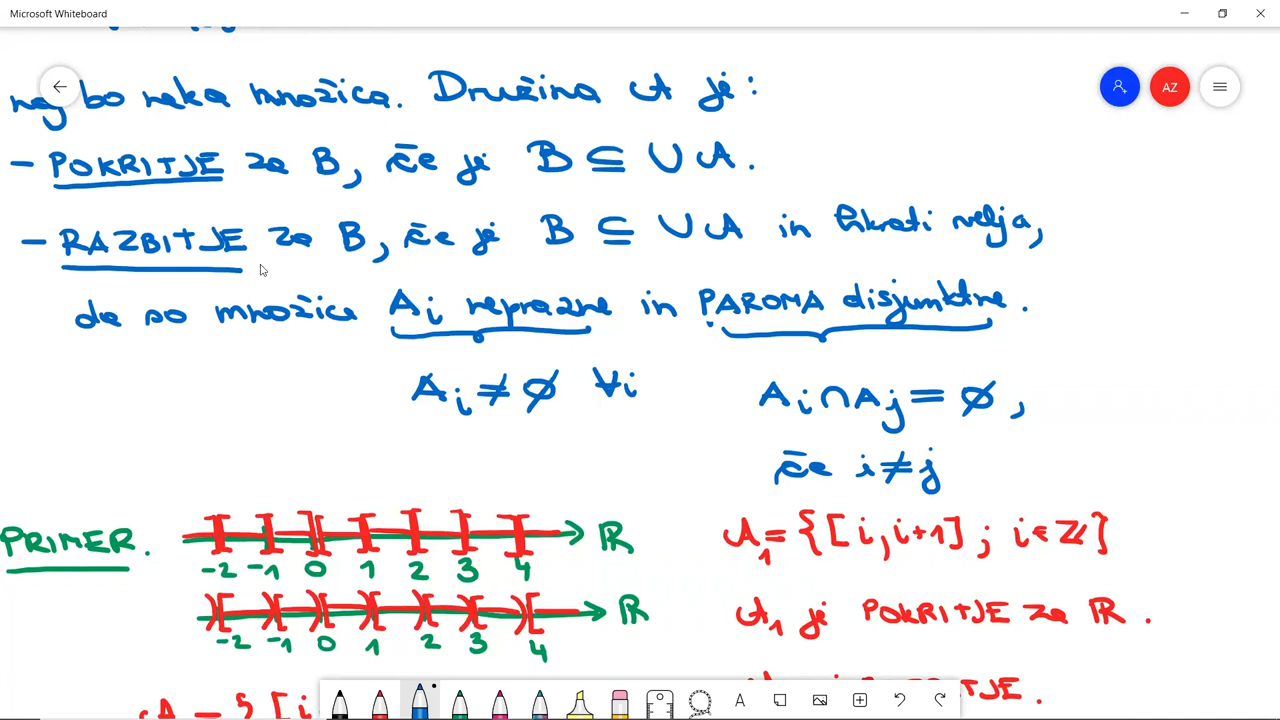 Microsoft Whiteboard
AZ
naj bo neka množica. Družina A je:
- POKRITJE za B, če je B ⊆ ∪A.
- RAZBITJE za B, če je B ⊆ ∪A in hkrati velja,
da so množice Ai neprazne in PAROMA disjunktne.
Ai ≠ ∅ ∀i
Ai ∩ Aj = ∅,
če i ≠ j
PRIMER.
ℝ
-2 -1 0 1 2 3 4
A1 = {[i, i+1] ; i ∈ ℤ}
ℝ
-2 -1 0 1 2 3 4
A1 je POKRITJE za ℝ.
A = { [i
A